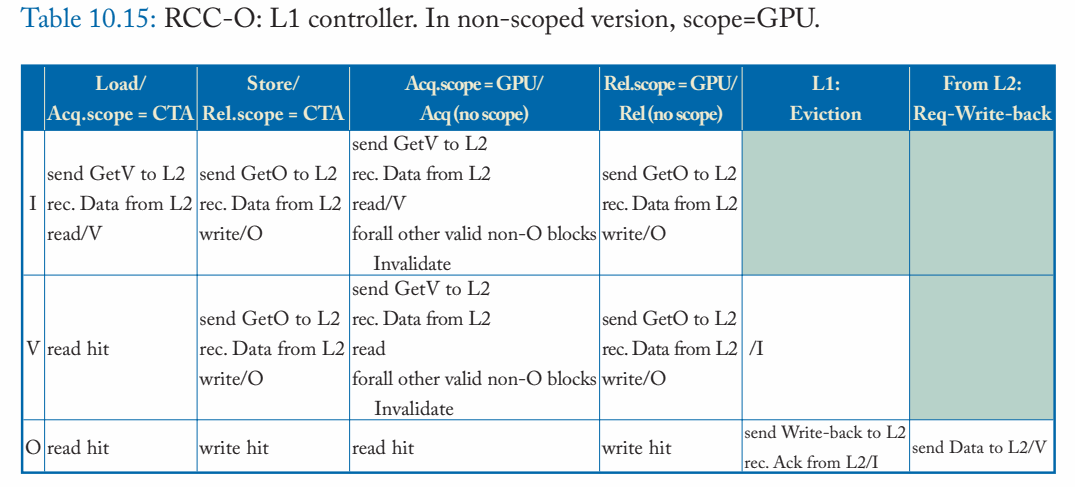 Table 10.15: RCC-O: L1 controller. In non-scoped version, scope=GPU.
Load/ Acq.scope = CTA
Store/ Rel.scope = CTA
Acq.scope = GPU/ Acq (no scope)
Rel.scope = GPU/ Rel (no scope)
L1: Eviction
From L2: Req-Write-back
I
send GetV to L2
rec. Data from L2
read/V
send GetO to L2
rec. Data from L2
write/O
send GetV to L2
rec. Data from L2
read/V
forall other valid non-O blocks
Invalidate
send GetO to L2
rec. Data from L2
write/O
V
read hit
send GetO to L2
rec. Data from L2
write/O
send GetV to L2
rec. Data from L2
read
forall other valid non-O blocks
Invalidate
send GetO to L2
rec. Data from L2
write/O
/I
O
read hit
write hit
read hit
write hit
send Write-back to L2
rec. Ack from L2/I
send Data to L2/V